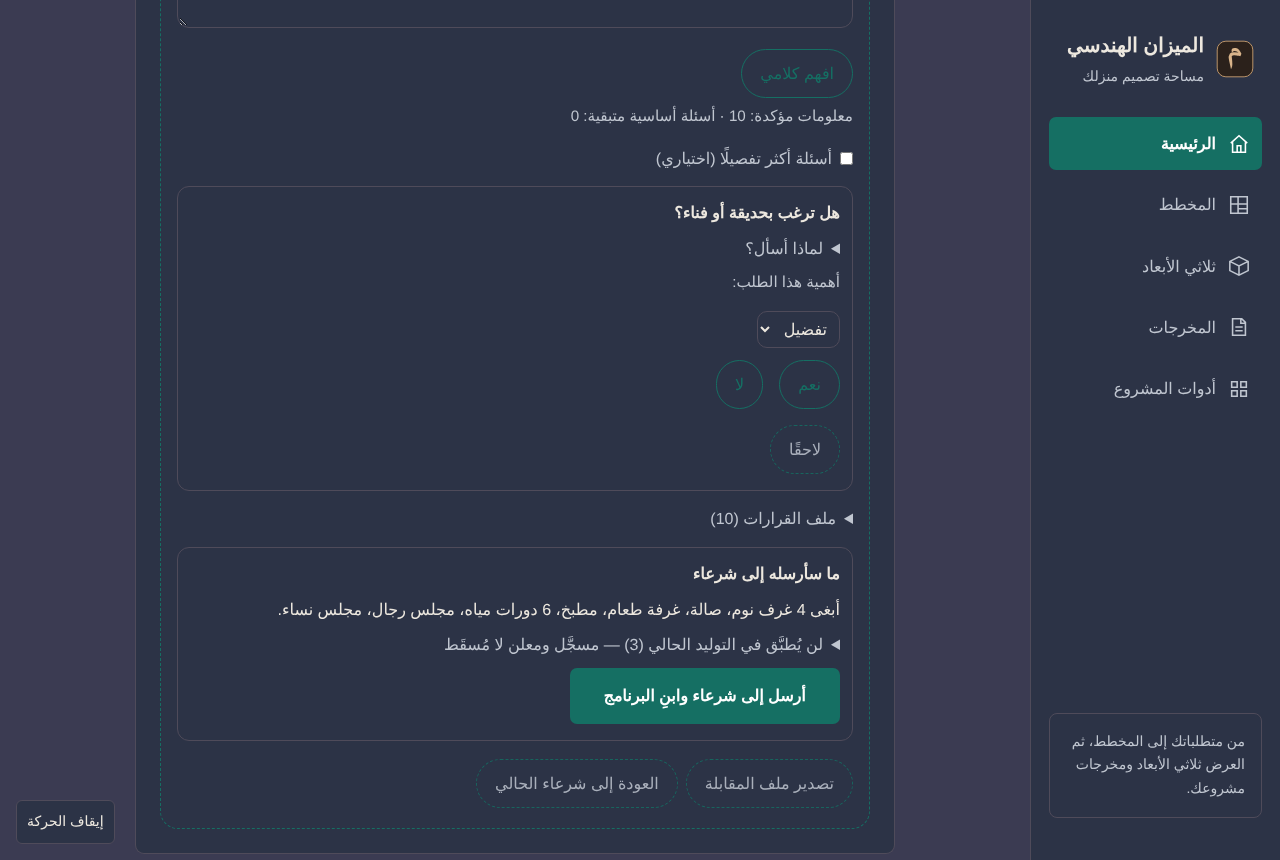 الميزان الهندسي
مساحة تصميم منزلك
الرئيسية
المخطط
ثلاثي الأبعاد
المخرجات
أدوات المشروع
من متطلباتك إلى المخطط، ثم
العرض ثلاثي الأبعاد ومخرجات
مشروعك.
افهم كلامي
معلومات مؤكدة: 10 · أسئلة أساسية متبقية: 0
أسئلة أكثر تفصيلًا (اختياري)
هل ترغب بحديقة أو فناء؟
لماذا أسأل؟
أهمية هذا الطلب:
تفضيل
نعم
لا
لاحقًا
ملف القرارات (10)
ما سأرسله إلى شرعاء
أبغى 4 غرف نوم، صالة، غرفة طعام، مطبخ، 6 دورات مياه، مجلس رجال، مجلس نساء.
لن يُطبَّق في التوليد الحالي (3) — مسجَّل ومعلن لا مُسقَط
أرسل إلى شرعاء وابنِ البرنامج
تصدير ملف المقابلة
العودة إلى شرعاء الحالي
إيقاف الحركة